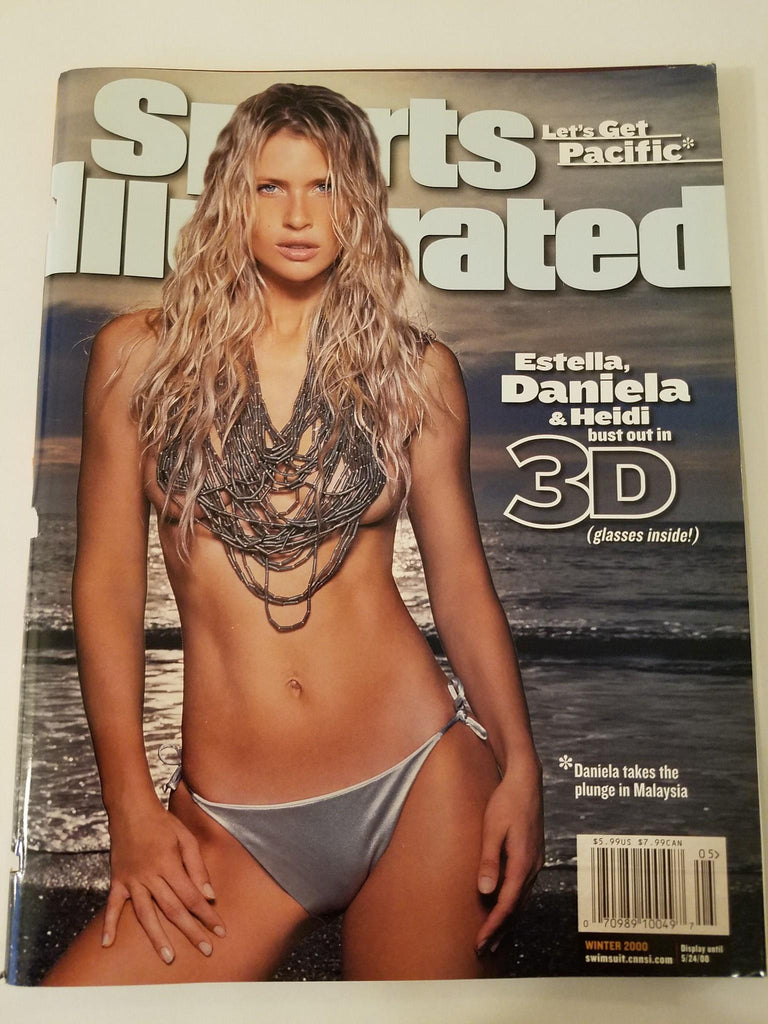 Sports
Illustrated
Let's Get
Pacific*
Estella,
Daniela
& Heidi
bust out in
3D
(glasses inside!)
*Daniela takes the
plunge in Malaysia
$5.99US $7.99CAN
05>
0 70989 10049 7
WINTER 2000
swimsuit.cnnsi.com
Display until
5/24/00